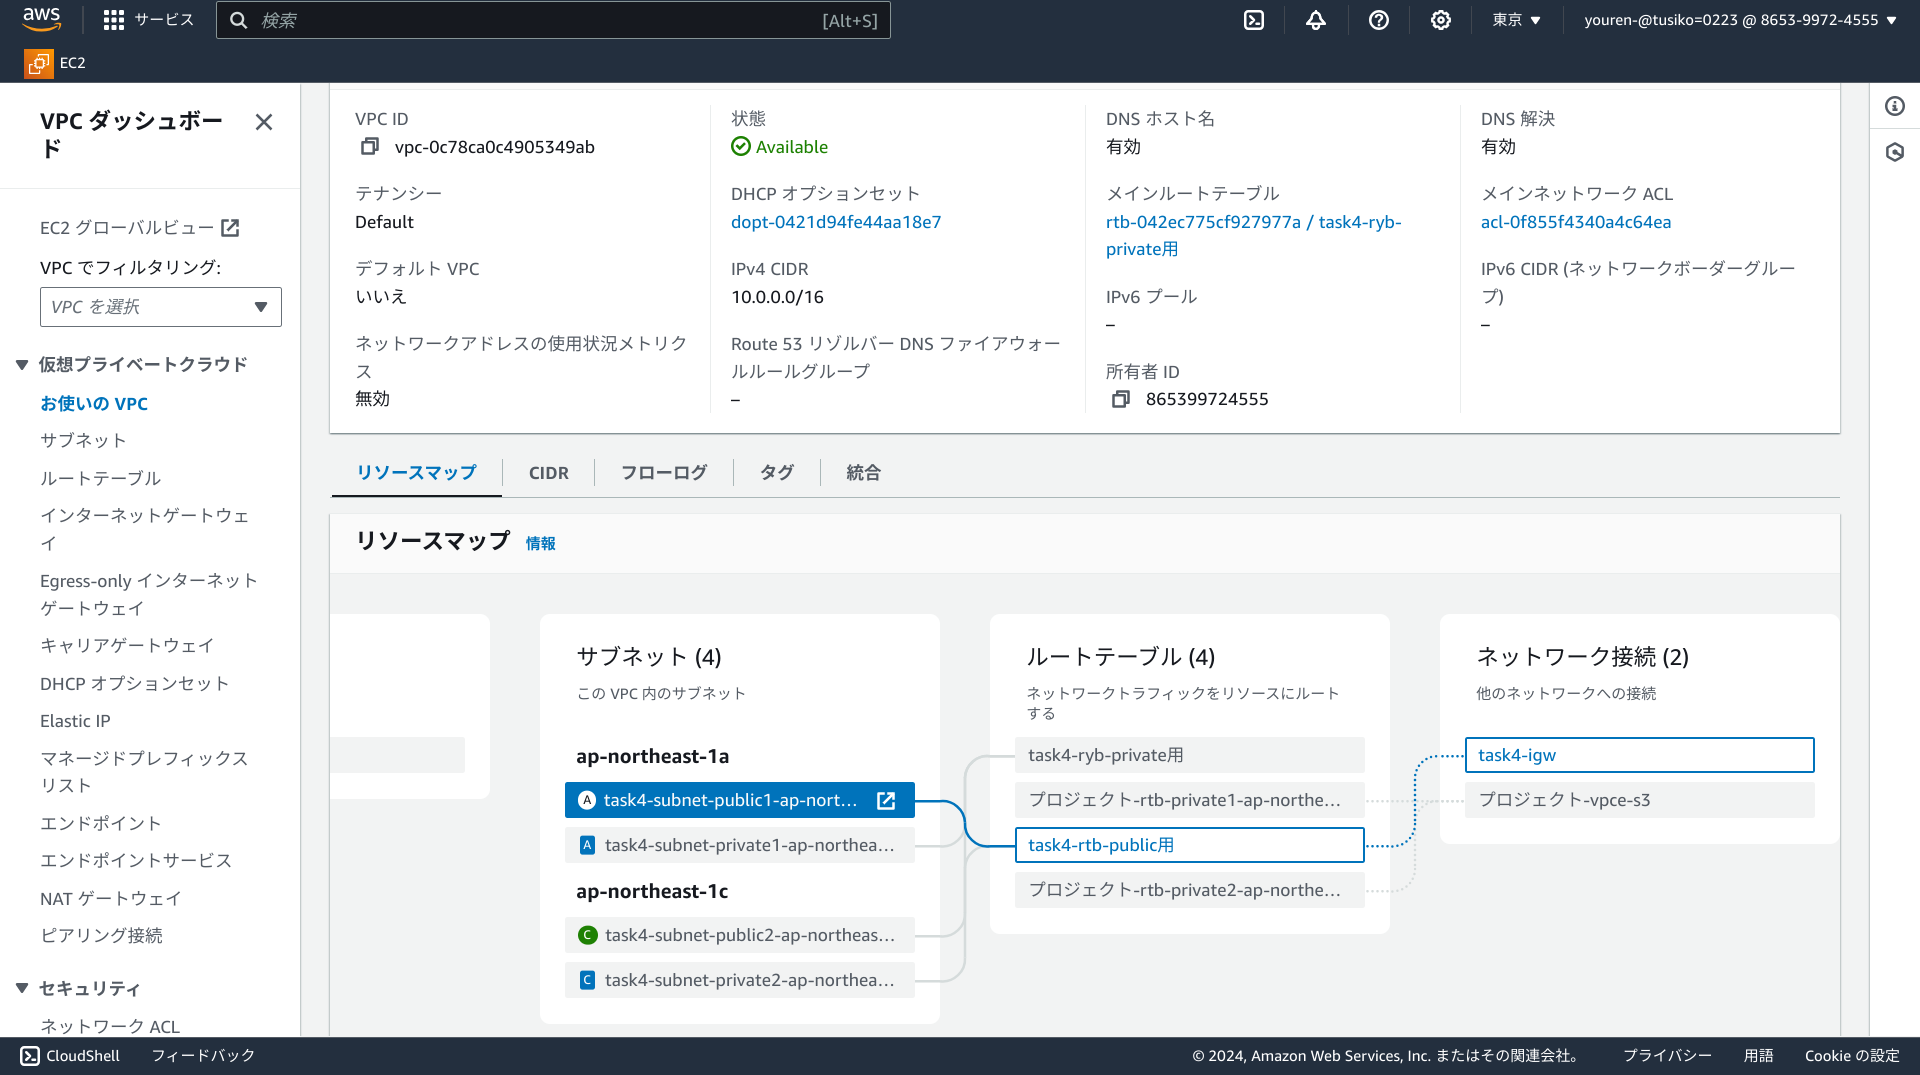 aws
サービス
検索
[Alt+S]
東京 ▼
youren-@tusiko=0223 @ 8653-9972-4555 ▼
EC2
VPC ダッシュボー
ド
EC2 グローバルビュー
VPC でフィルタリング:
VPC を選択
仮想プライベートクラウド
お使いの VPC
サブネット
ルートテーブル
インターネットゲートウェ
イ
Egress-only インターネット
ゲートウェイ
キャリアゲートウェイ
DHCP オプションセット
Elastic IP
マネージドプレフィックス
リスト
エンドポイント
エンドポイントサービス
NAT ゲートウェイ
ピアリング接続
セキュリティ
ネットワーク ACL
VPC ID
vpc-0c78ca0c4905349ab
テナンシー
Default
デフォルト VPC
いいえ
ネットワークアドレスの使用状況メトリク
ス
無効
状態
Available
DHCP オプションセット
dopt-0421d94fe44aa18e7
IPv4 CIDR
10.0.0.0/16
Route 53 リゾルバー DNS ファイアウォー
ルルールグループ
–
DNS ホスト名
有効
メインルートテーブル
rtb-042ec775cf927977a / task4-ryb-
private用
IPv6 プール
–
所有者 ID
865399724555
DNS 解決
有効
メインネットワーク ACL
acl-0f855f4340a4c64ea
IPv6 CIDR (ネットワークボーダーグルー
プ)
–
リソースマップ
CIDR
フローログ
タグ
統合
リソースマップ 情報
サブネット (4)
この VPC 内のサブネット
ap-northeast-1a
A task4-subnet-public1-ap-nort...
A task4-subnet-private1-ap-northea...
ap-northeast-1c
C task4-subnet-public2-ap-northeas...
C task4-subnet-private2-ap-northea...
ルートテーブル (4)
ネットワークトラフィックをリソースにルート
する
task4-ryb-private用
プロジェクト-rtb-private1-ap-northe...
task4-rtb-public用
プロジェクト-rtb-private2-ap-northe...
ネットワーク接続 (2)
他のネットワークへの接続
task4-igw
プロジェクト-vpce-s3
CloudShell
フィードバック
© 2024, Amazon Web Services, Inc. またはその関連会社。
プライバシー
用語
Cookie の設定